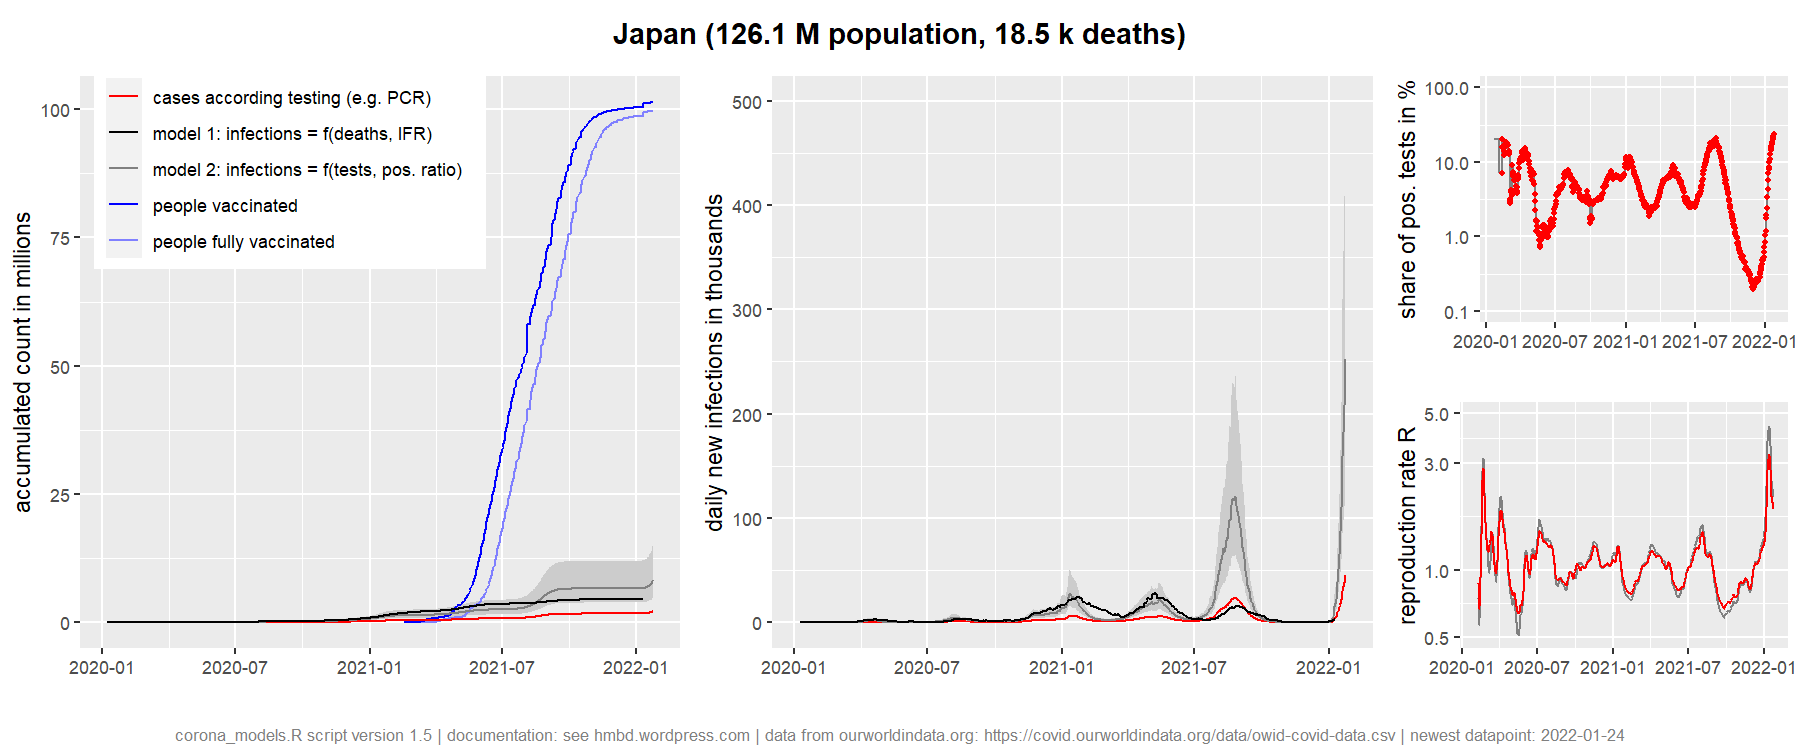 Japan (126.1 M population, 18.5 k deaths)
accumulated count in millions
100
75
50
25
0
cases according testing (e.g. PCR)
model 1: infections = f(deaths, IFR)
model 2: infections = f(tests, pos. ratio)
people vaccinated
people fully vaccinated
2020-01 2020-07 2021-01 2021-07 2022-01
daily new infections in thousands
500
400
300
200
100
0
2020-01 2020-07 2021-01 2021-07 2022-01
share of pos. tests in %
100.0
10.0
1.0
0.1
2020-01 2020-07 2021-01 2021-07 2022-01
reproduction rate R
5.0
3.0
1.0
0.5
2020-01 2020-07 2021-01 2021-07 2022-01
corona_models.R script version 1.5 | documentation: see hmbd.wordpress.com | data from ourworldindata.org: https://covid.ourworldindata.org/data/owid-covid-data.csv | newest datapoint: 2022-01-24